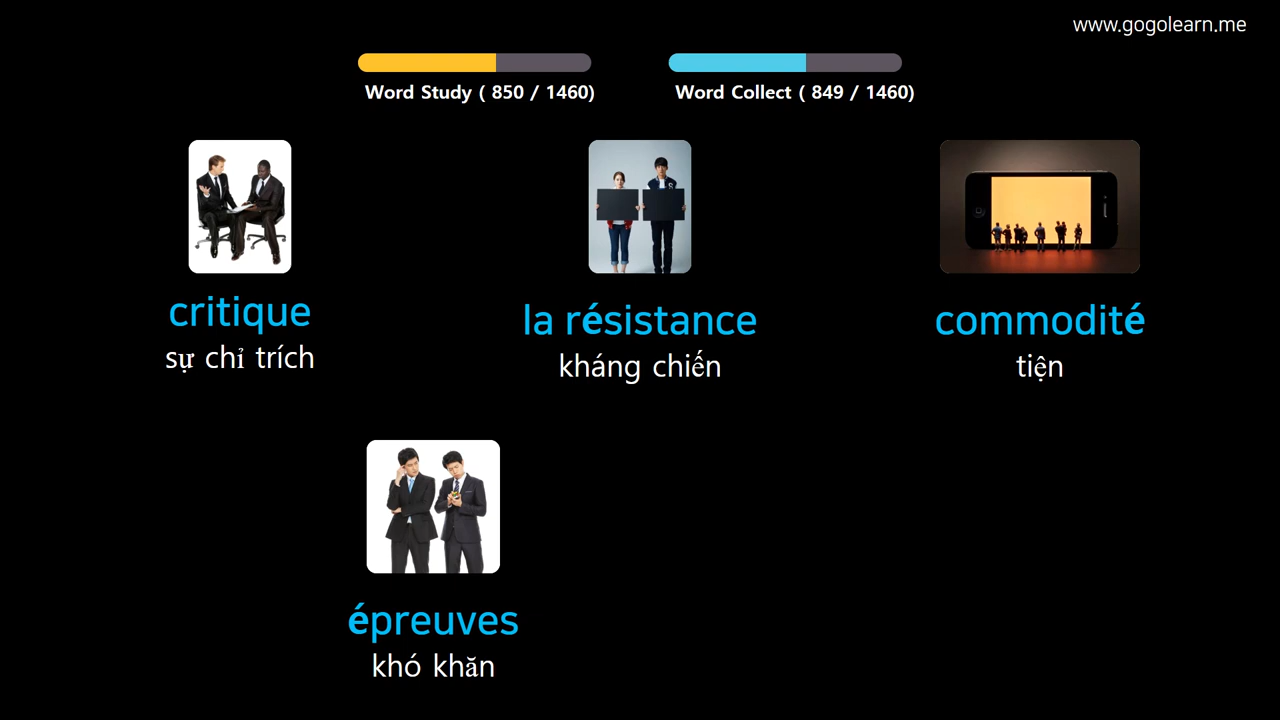 www.gogolearn.me
Word Study ( 850 / 1460)
Word Collect ( 849 / 1460)
critique
sự chỉ trích
la résistance
kháng chiến
commodité
tiện
épreuves
khó khăn